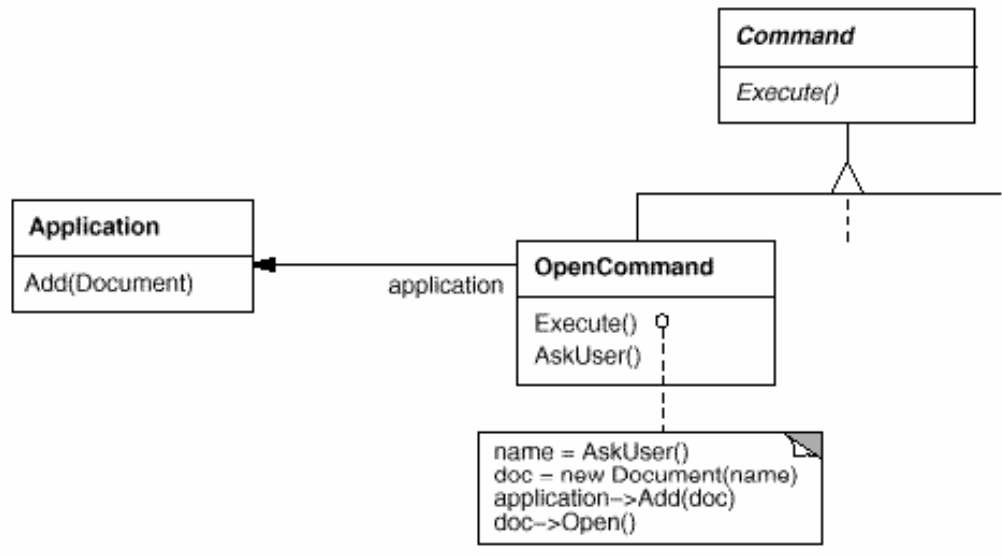 Command
Execute()
Application
Add(Document)
application
OpenCommand
Execute()
AskUser()
name = AskUser()
doc = new Document(name)
application->Add(doc)
doc->Open()